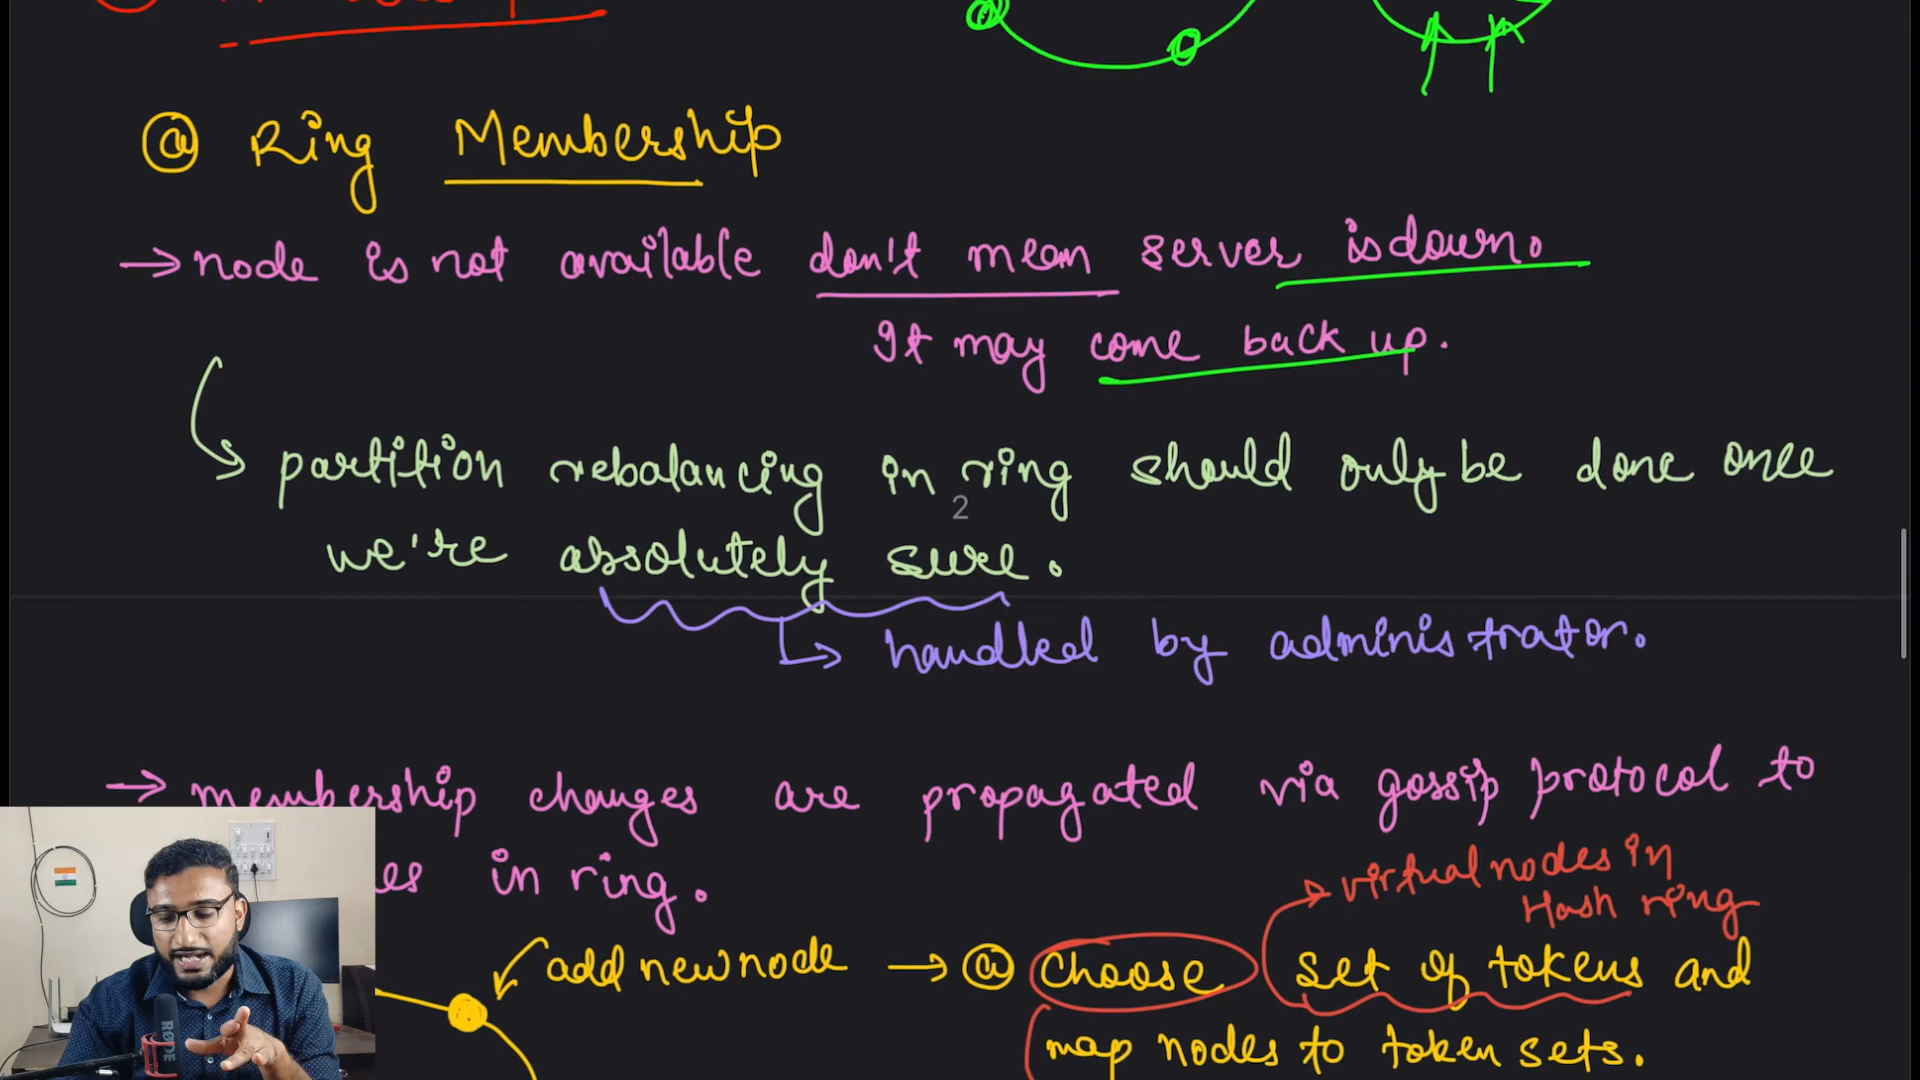 ⓐ Ring Membership
→ node is not available don't mean server is down.
It may come back up.
partition rebalancing in ring should only be done once
2
we're absolutely sure.
↳ handled by administrator.
→ membership changes are propagated via gossip protocol to
es in ring.
virtual nodes in
Hash ring
add new node → ⓐ Choose set of tokens and
map nodes to token sets.
RODE